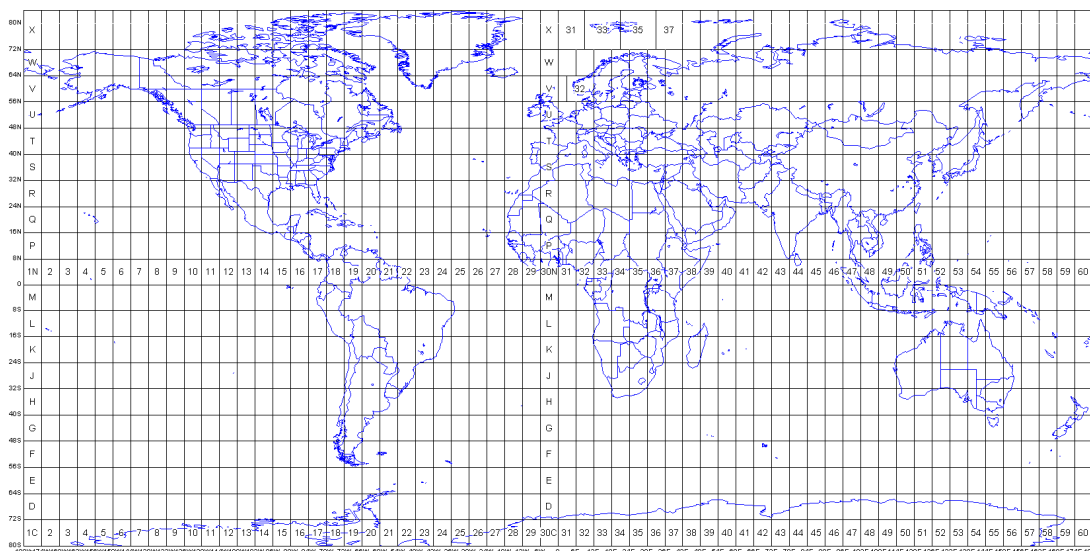 80N
X X 31 33 35 37
72N
W W
64N
V V 32
56N
U U
48N
T T
40N
S S
32N
R R
24N
Q Q
16N
P P
8N
1N 2 3 4 5 6 7 8 9 10 11 12 13 14 15 16 17 18 19 20 21 22 23 24 25 26 27 28 29 30N 31 32 33 34 35 36 37 38 39 40 41 42 43 44 45 46 47 48 49 50 51 52 53 54 55 56 57 58 59 60
0
M M
8S
L L
16S
K K
24S
J J
32S
H H
40S
G G
48S
F F
56S
E E
64S
D D
72S
1C 2 3 4 5 6 7 8 9 10 11 12 13 14 15 16 17 18 19 20 21 22 23 24 25 26 27 28 29 30C 31 32 33 34 35 36 37 38 39 40 41 42 43 44 45 46 47 48 49 50 51 52 53 54 55 56 57 58 59 60
80S